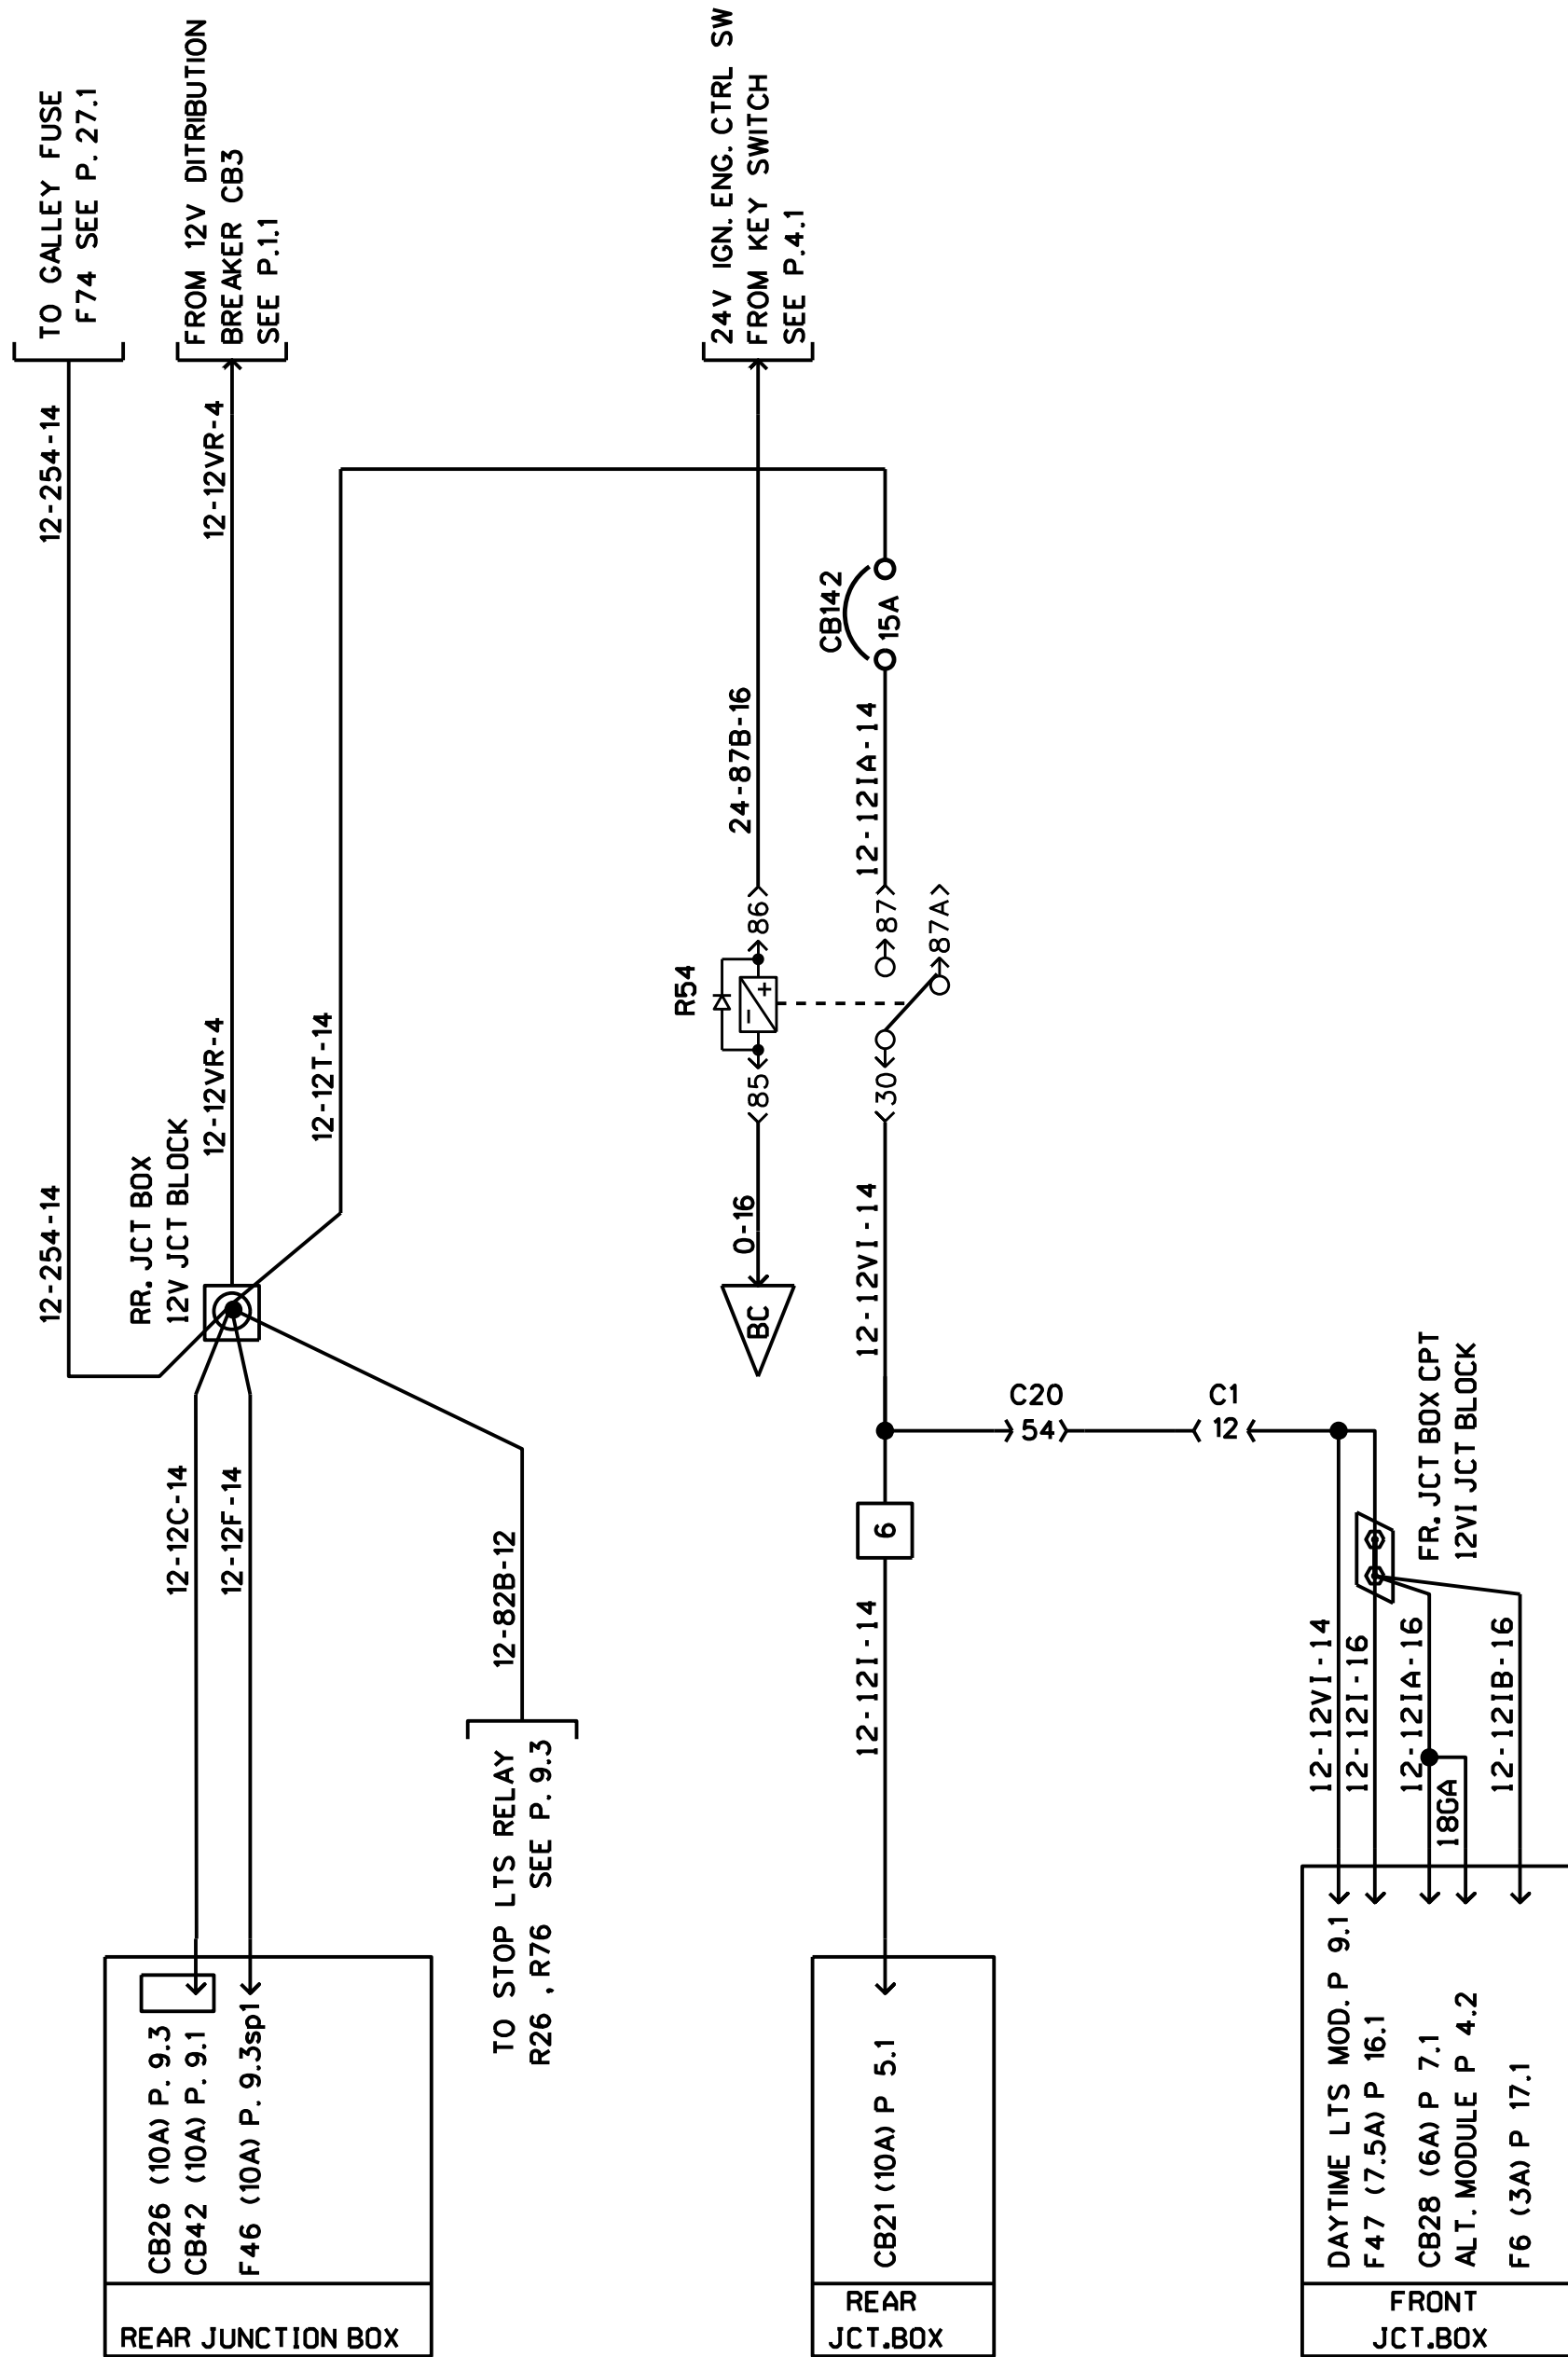 TO GALLEY FUSE
F74 SEE P. 27.1
12-254-14
12-254-14
FROM 12V DITRIBUTION
BREAKER CB3
SEE P.1.1
12-12VR-4
12-12VR-4
RR. JCT BOX
12V JCT BLOCK
12-12T-14
12-12C-14
12-12F-14
12-82B-12
TO STOP LTS RELAY
R26 , R76 SEE P. 9.3
CB26 (10A) P. 9.3
CB42 (10A) P. 9.1
F46 (10A) P. 9.3sp1
REAR JUNCTION BOX
24V IGN. ENG. CTRL SW
FROM KEY SWITCH
SEE P.4.1
24-87B-16
R54
86
85
+
-
0-16
BC
CB142
15A
12-12IA-14
87
87A
30
12-12VI-14
6
12-12I-14
CB21 (10A) P 5.1
REAR
JCT.BOX
C20
54
C1
12
FR. JCT BOX CPT
12VI JCT BLOCK
12-12VI-14
12-12I-16
12-12IA-16
18GA
12-12IB-16
DAYTIME LTS MOD. P 9.1
F47 (7.5A) P 16.1
CB28 (6A) P 7.1
ALT. MODULE P 4.2
F6 (3A) P 17.1
FRONT
JCT.BOX